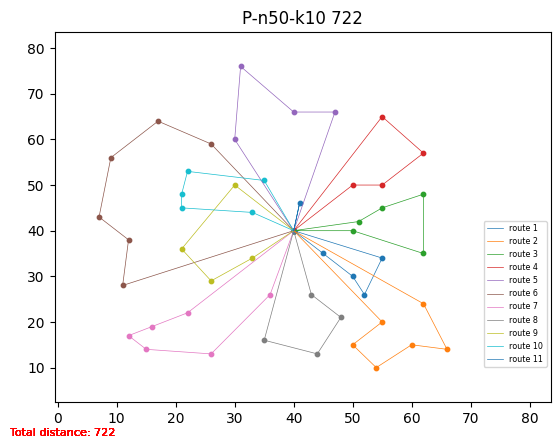 P-n50-k10 722
80
70
60
50
40
30
20
10
0 10 20 30 40 50 60 70 80
route 1
route 2
route 3
route 4
route 5
route 6
route 7
route 8
route 9
route 10
route 11
Total distance: 722